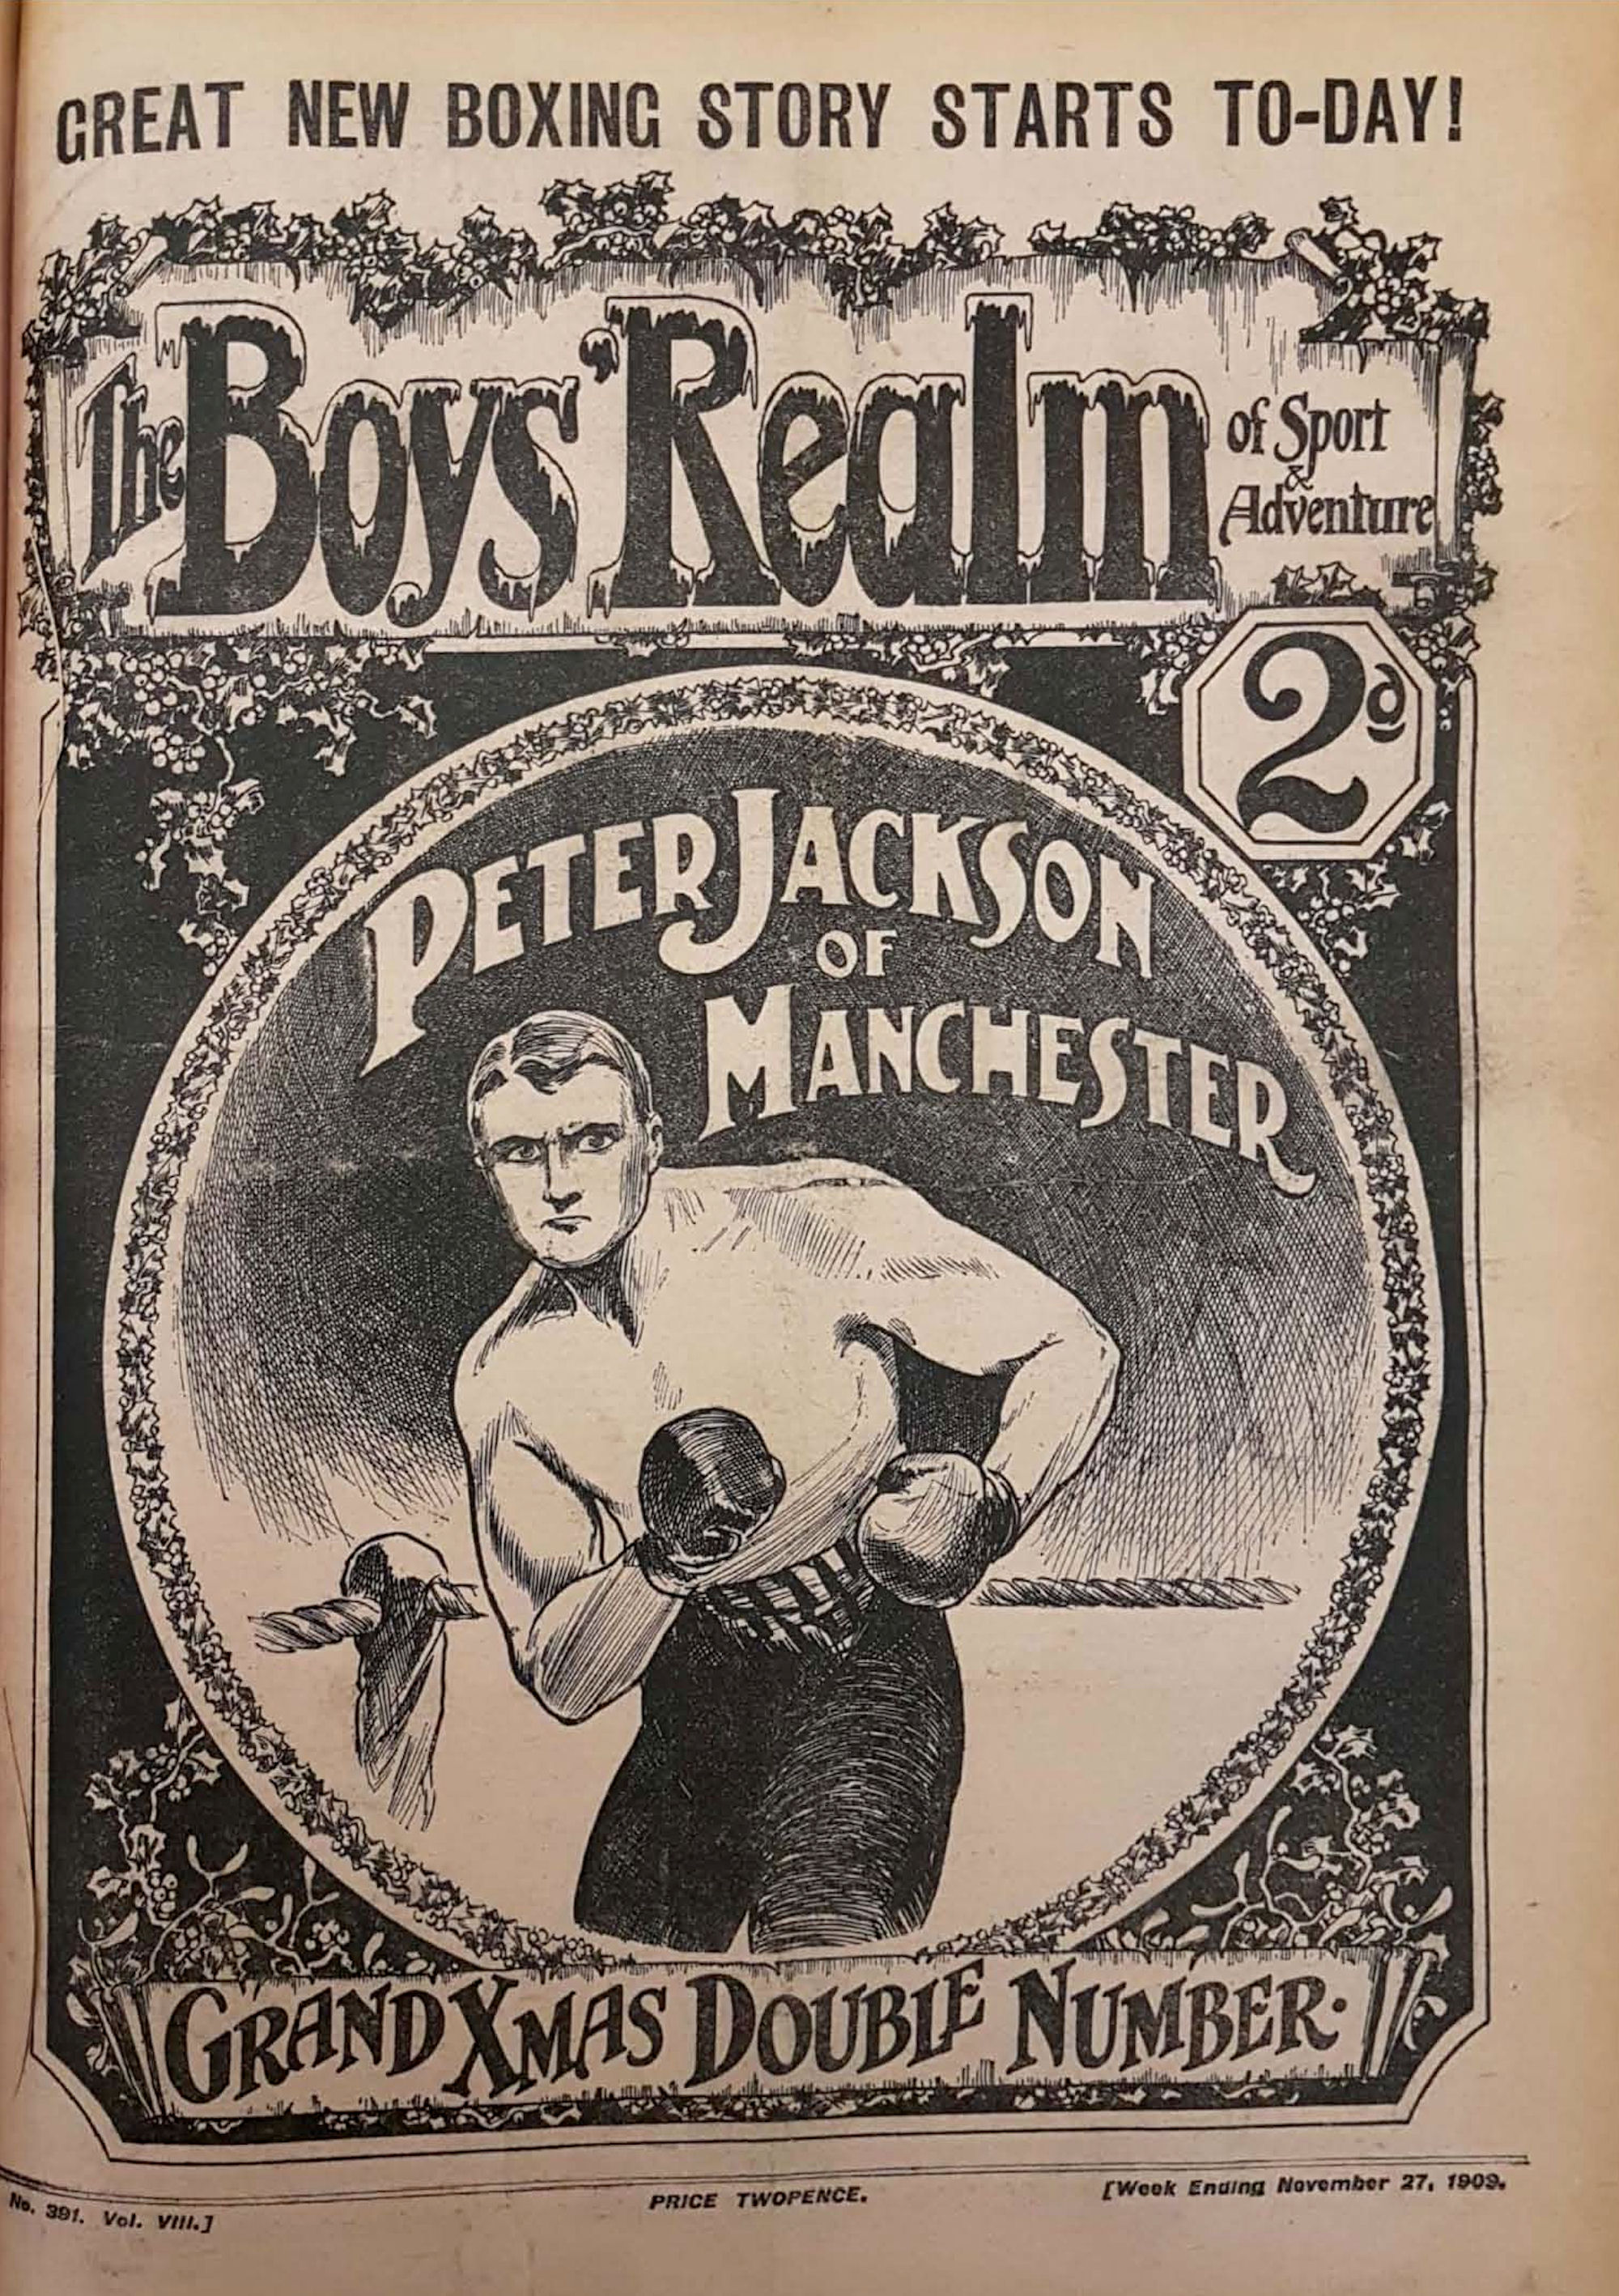 GREAT NEW BOXING STORY STARTS TO-DAY!
The Boys' Realm
of Sport
&
Adventure
2d
PETER JACKSON
OF
MANCHESTER
GRAND XMAS DOUBLE NUMBER.
No. 391. Vol. VIII.]
PRICE TWOPENCE.
[Week Ending November 27, 1909.